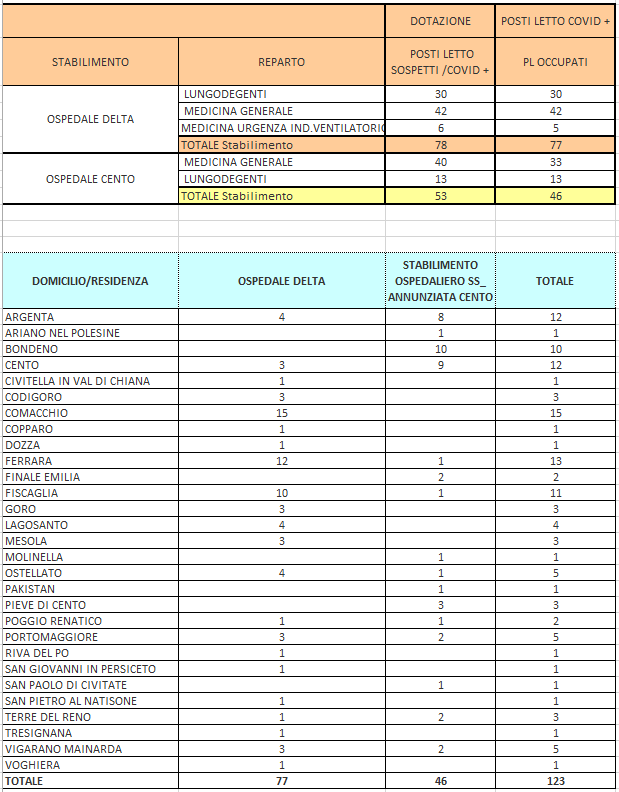 DOTAZIONE POSTI LETTO COVID +
STABILIMENTO REPARTO POSTI LETTO SOSPETTI /COVID + PL OCCUPATI
OSPEDALE DELTA
LUNGODEGENTI 30 30
MEDICINA GENERALE 42 42
MEDICINA URGENZA IND.VENTILATORIO 6 5
TOTALE Stabilimento 78 77
OSPEDALE CENTO
MEDICINA GENERALE 40 33
LUNGODEGENTI 13 13
TOTALE Stabilimento 53 46
DOMICILIO/RESIDENZA OSPEDALE DELTA STABILIMENTO OSPEDALIERO SS_ ANNUNZIATA CENTO TOTALE
ARGENTA 4 8 12
ARIANO NEL POLESINE 1 1
BONDENO 10 10
CENTO 3 9 12
CIVITELLA IN VAL DI CHIANA 1 1
CODIGORO 3 3
COMACCHIO 15 15
COPPARO 1 1
DOZZA 1 1
FERRARA 12 1 13
FINALE EMILIA 2 2
FISCAGLIA 10 1 11
GORO 3 3
LAGOSANTO 4 4
MESOLA 3 3
MOLINELLA 1 1
OSTELLATO 4 1 5
PAKISTAN 1 1
PIEVE DI CENTO 3 3
POGGIO RENATICO 1 1 2
PORTOMAGGIORE 3 2 5
RIVA DEL PO 1 1
SAN GIOVANNI IN PERSICETO 1 1
SAN PAOLO DI CIVITATE 1 1
SAN PIETRO AL NATISONE 1 1
TERRE DEL RENO 1 2 3
TRESIGNANA 1 1
VIGARANO MAINARDA 3 2 5
VOGHIERA 1 1
TOTALE 77 46 123